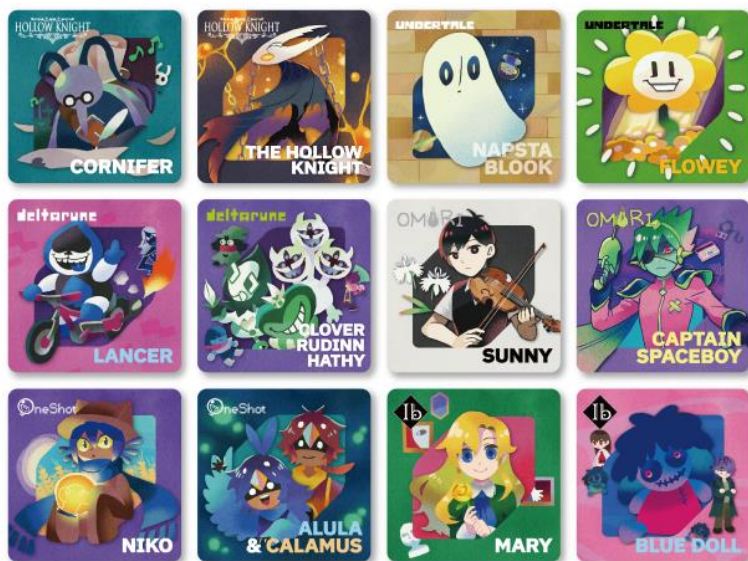 HOLLOW KNIGHT
CORNIFER
HOLLOW KNIGHT
THE HOLLOW
KNIGHT
UNDERTALE
NAPSTA
BLOOK
UNDERTALE
FLOWEY
deltarune
LANCER
deltarune
CLOVER
RUDINN
HATHY
OMORI
SUNNY
OMORI
CAPTAIN
SPACEBOY
OneShot
NIKO
OneShot
ALULA
& CALAMUS
Ib
MARY
Ib
BLUE DOLL